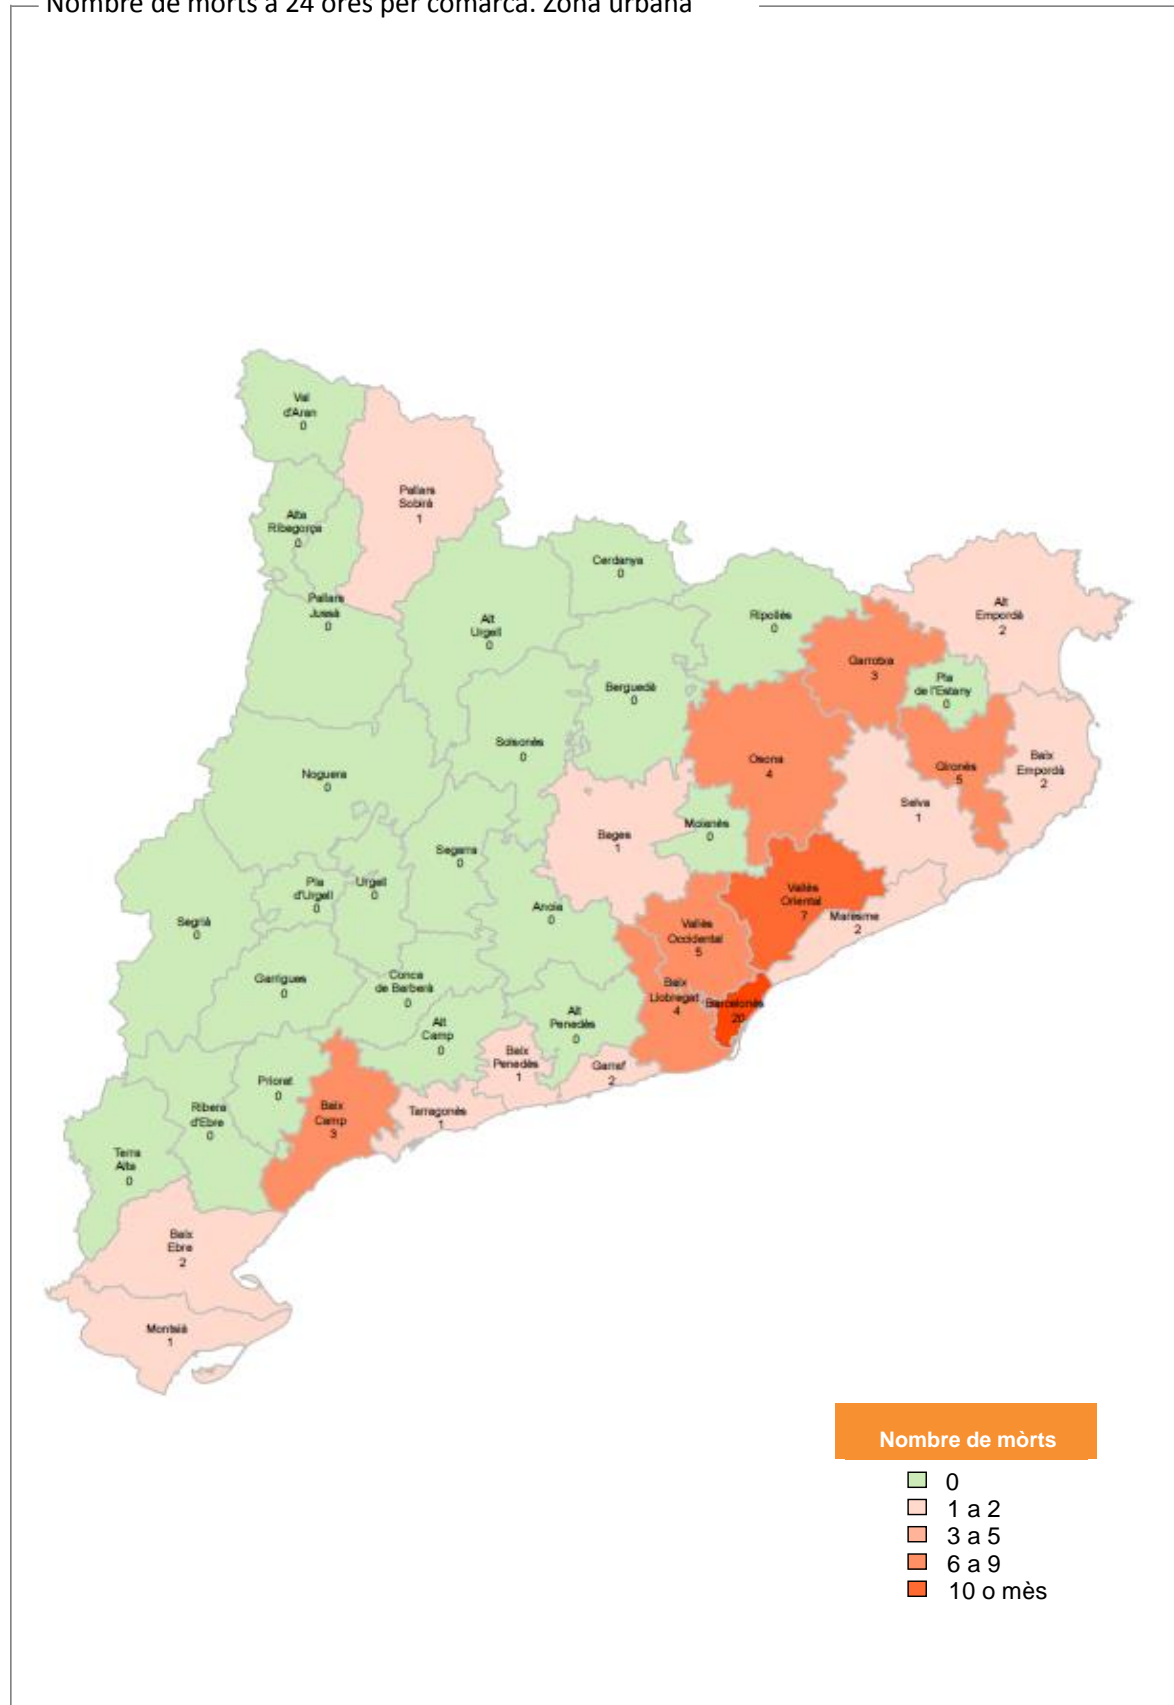 Nombre de morts a 24 ores per comarca. Zona urbana
Val
d'Aran
0
Pallars
Sobirà
1
Alta
Ribagorça
0
Cerdanya
0
Pallars
Jussà
0
Alt
Urgell
0
Ripollès
0
Alt
Empordà
2
Garrotxa
3
Pla
de l'Estany
0
Berguedà
0
Solsonès
0
Osona
4
Gironès
5
Baix
Empordà
2
Noguera
0
Selva
1
Bages
1
Moianès
0
Segarra
0
Pla
d'Urgell
0
Urgell
0
Vallès
Oriental
7
Anoia
0
Maresme
2
Segrià
0
Vallès
Occidental
5
Garrigues
0
Conca
de Barberà
0
Baix
Llobregat
4
Barcelonès
20
Alt
Camp
0
Alt
Penedès
0
Baix
Penedès
1
Garraf
2
Priorat
0
Baix
Camp
3
Tarragonès
1
Ribera
d'Ebre
0
Terra
Alta
0
Baix
Ebre
2
Montsià
1
Nombre de mòrts
0
1 a 2
3 a 5
6 a 9
10 o mès